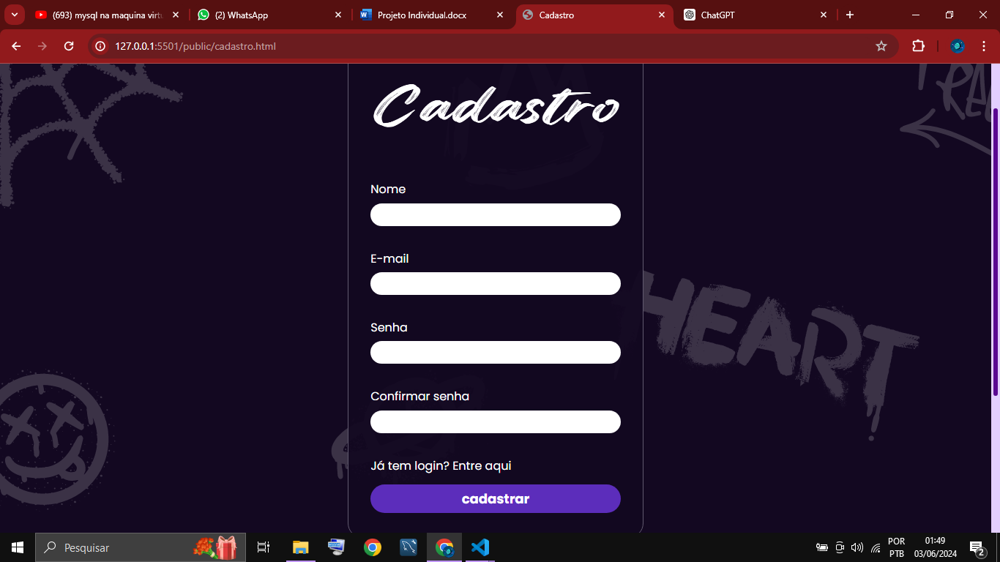 (693) mysql na maquina virtu
(2) WhatsApp
Projeto Individual.docx
Cadastro
ChatGPT
127.0.0.1:5501/public/cadastro.html
Cadastro
Nome
E-mail
HEART
Senha
Confirmar senha
Já tem login? Entre aqui
cadastrar
Pesquisar
POR
PTB
01:49
03/06/2024
2